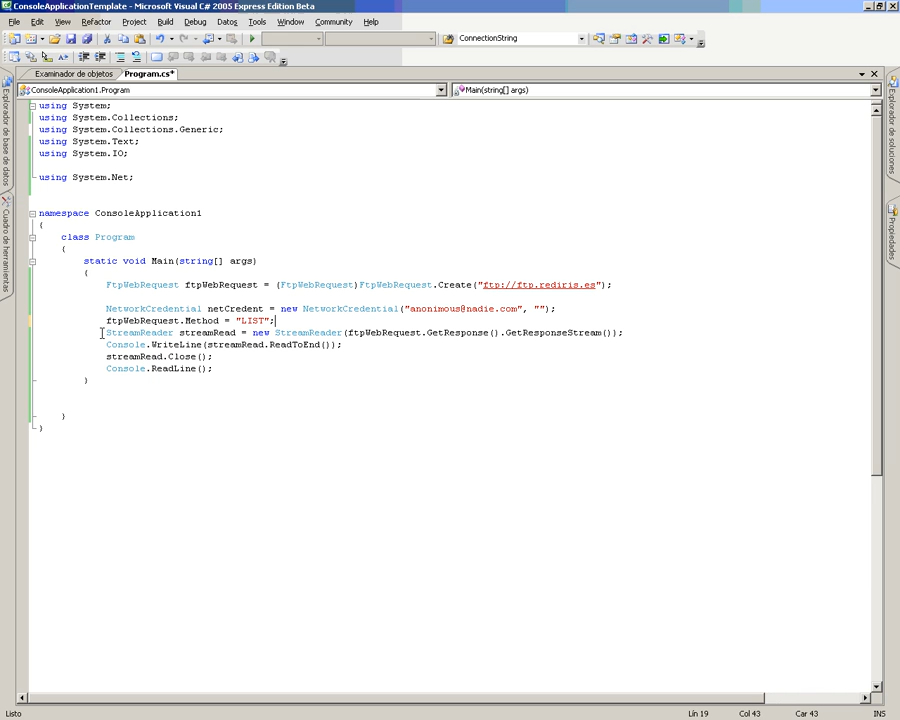 ConsoleApplicationTemplate - Microsoft Visual C# 2005 Express Edition Beta
File Edit View Refactor Project Build Debug Datos Tools Window Community Help
ConnectionString
Examinador de objetos Program.cs*
ConsoleApplication1.Program Main(string[] args)
using System;
using System.Collections;
using System.Collections.Generic;
using System.Text;
using System.IO;
using System.Net;
namespace ConsoleApplication1
{
class Program
{
static void Main(string[] args)
{
FtpWebRequest ftpWebRequest = (FtpWebRequest)FtpWebRequest.Create("ftp://ftp.rediris.es");
NetworkCredential netCredent = new NetworkCredential("anonimous@nadie.com", "");
ftpWebRequest.Method = "LIST";
StreamReader streamRead = new StreamReader(ftpWebRequest.GetResponse().GetResponseStream());
Console.WriteLine(streamRead.ReadToEnd());
streamRead.Close();
Console.ReadLine();
}
}
}
Explorador de base de datos
Cuadro de herramientas
Explorador de soluciones
Propiedades
Listo Lín 19 Col 43 Car 43 INS